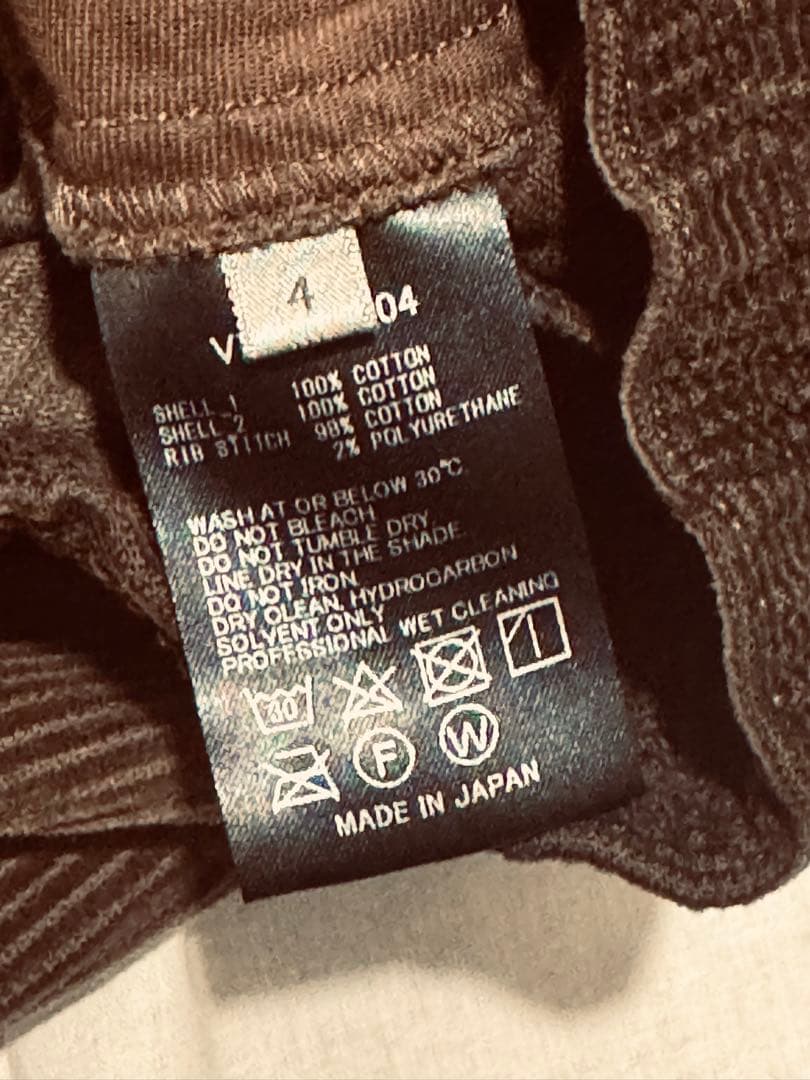 4
V 04
SHELL 1 100% COTTON
SHELL 2 100% COTTON
RIB STITCH 98% COTTON
2% POLYURETHANE
WASH AT OR BELOW 30°C
DO NOT BLEACH
DO NOT TUMBLE DRY
LINE DRY IN THE SHADE
DO NOT IRON
DRY CLEAN, HYDROCARBON
SOLVENT ONLY
PROFESSIONAL WET CLEANING
30
F W
MADE IN JAPAN